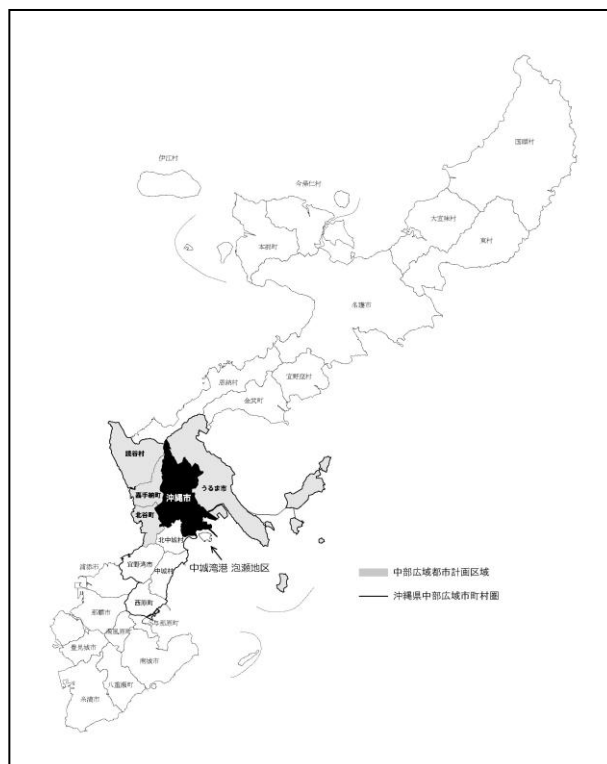 国頭村
伊江村
今帰仁村
大宜味村
東村
本部町
名護市
恩納村
宜野座村
金武町
読谷村
うるま市
嘉手納町
沖縄市
北谷町
北中城村
中城湾港 泡瀬地区
宜野湾市
中城村
浦添市
中部広域都市計画区域
西原町
沖縄県中部広域市町村圏
那覇市
与那原町
南風原町
豊見城市
南城市
八重瀬町
糸満市